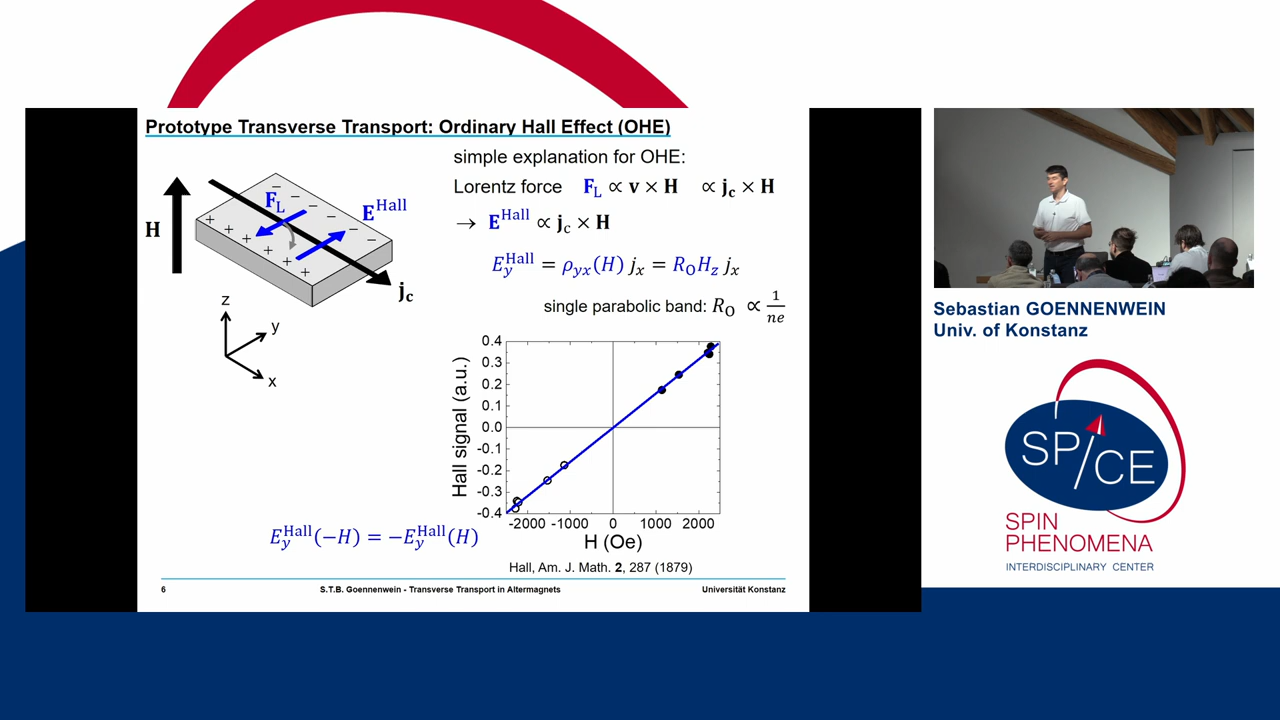 Prototype Transverse Transport: Ordinary Hall Effect (OHE)
simple explanation for OHE:
Lorentz force F_L ∝ v × H ∝ j_c × H
→ E^Hall ∝ j_c × H
E_y^Hall = ρ_yx(H) j_x = R_O H_z j_x
single parabolic band: R_O ∝ 1/ne
H
F_L
E^Hall
j_c
z
y
x
Hall signal (a.u.)
0.4
0.3
0.2
0.1
0.0
-0.1
-0.2
-0.3
-0.4
-2000 -1000 0 1000 2000
H (Oe)
E_y^Hall(−H) = −E_y^Hall(H)
Hall, Am. J. Math. 2, 287 (1879)
6 S.T.B. Goennenwein - Transverse Transport in Altermagnets Universität Konstanz
Sebastian GOENNENWEIN
Univ. of Konstanz
SP/CE
SPIN
PHENOMENA
INTERDISCIPLINARY CENTER